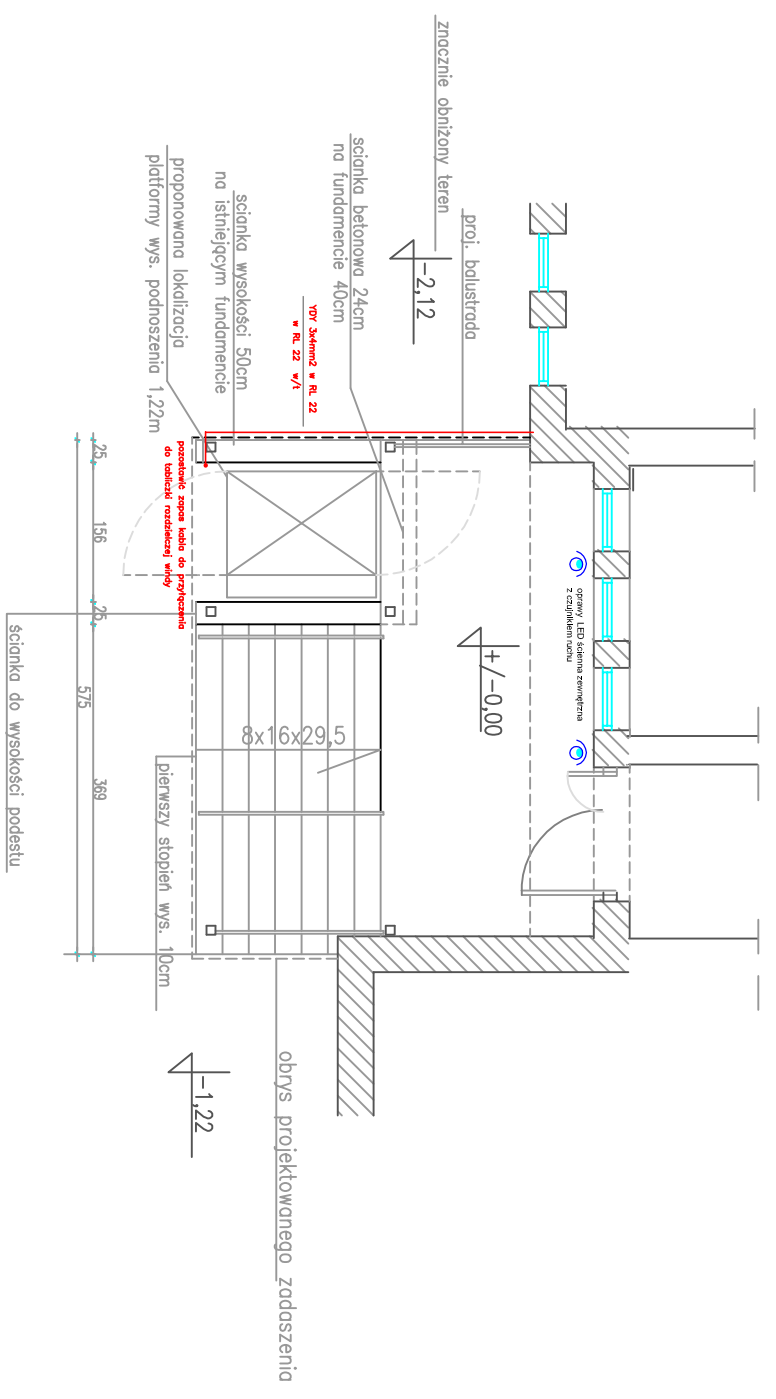 znacznie obniżony teren
proj. balustrada
-2,12
scianka betonowa 24cm
na fundamencie 40cm
YDY 3x4mm2 w RL 22
w RL 22 w/t
scianka wysokości 50cm
na istniejącym fundamencie
proponowana lokalizacja
platformy wys. podnoszenia 1,22m
pozostawić zapas kabla do przyłączenia
do tabliczki rozdzielczej windy
oprawy LED ścienna zewnętrzna
z czujnikiem ruchu
+/-0,00
8x16x29,5
25
156
25
369
575
pierwszy stopień wys. 10cm
ścianka do wysokości podestu
-1,22
obrys projektowanego zadaszenia